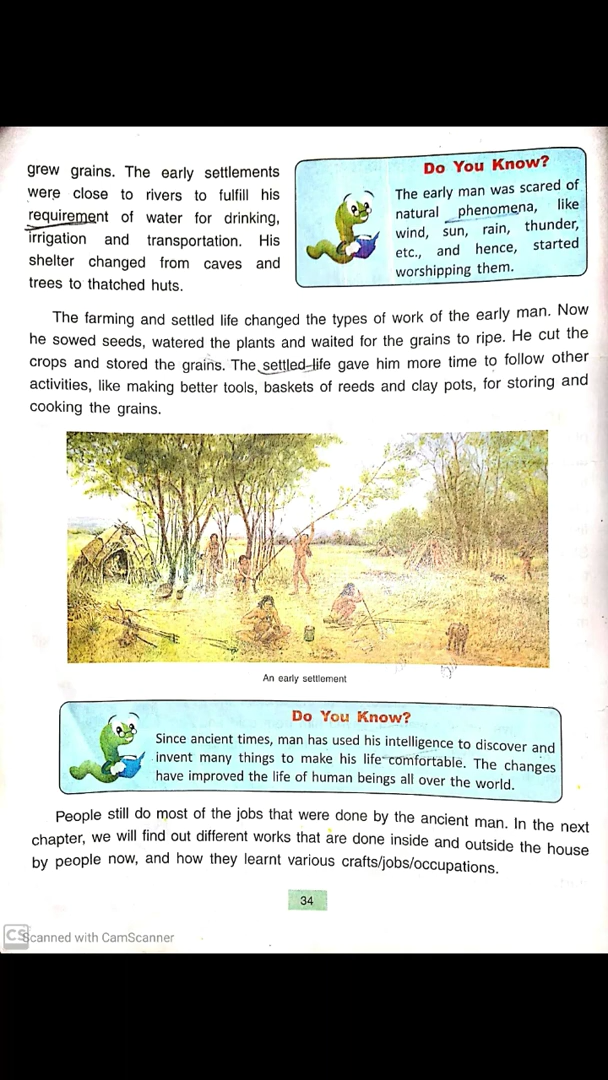 grew grains. The early settlements
were close to rivers to fulfill his
requirement of water for drinking,
irrigation and transportation. His
shelter changed from caves and
trees to thatched huts.
Do You Know?
The early man was scared of
natural phenomena, like
wind, sun, rain, thunder,
etc., and hence, started
worshipping them.
The farming and settled life changed the types of work of the early man. Now
he sowed seeds, watered the plants and waited for the grains to ripe. He cut the
crops and stored the grains. The settled life gave him more time to follow other
activities, like making better tools, baskets of reeds and clay pots, for storing and
cooking the grains.
An early settlement
Do You Know?
Since ancient times, man has used his intelligence to discover and
invent many things to make his life comfortable. The changes
have improved the life of human beings all over the world.
People still do most of the jobs that were done by the ancient man. In the next
chapter, we will find out different works that are done inside and outside the house
by people now, and how they learnt various crafts/jobs/occupations.
34
CS Scanned with CamScanner